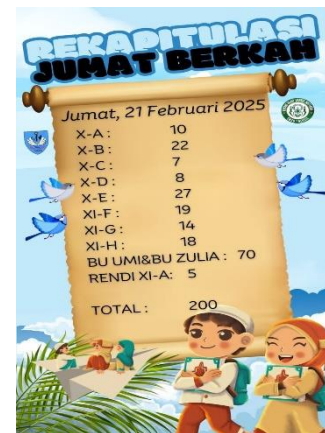 REKAPITULASI
JUMAT BERKAH
Jumat, 21 Februari 2025
X-A : 10
X-B : 22
X-C : 7
X-D : 8
X-E : 27
XI-F : 19
XI-G : 14
XI-H : 18
BU UMI&BU ZULIA : 70
RENDI XI-A: 5
TOTAL : 200